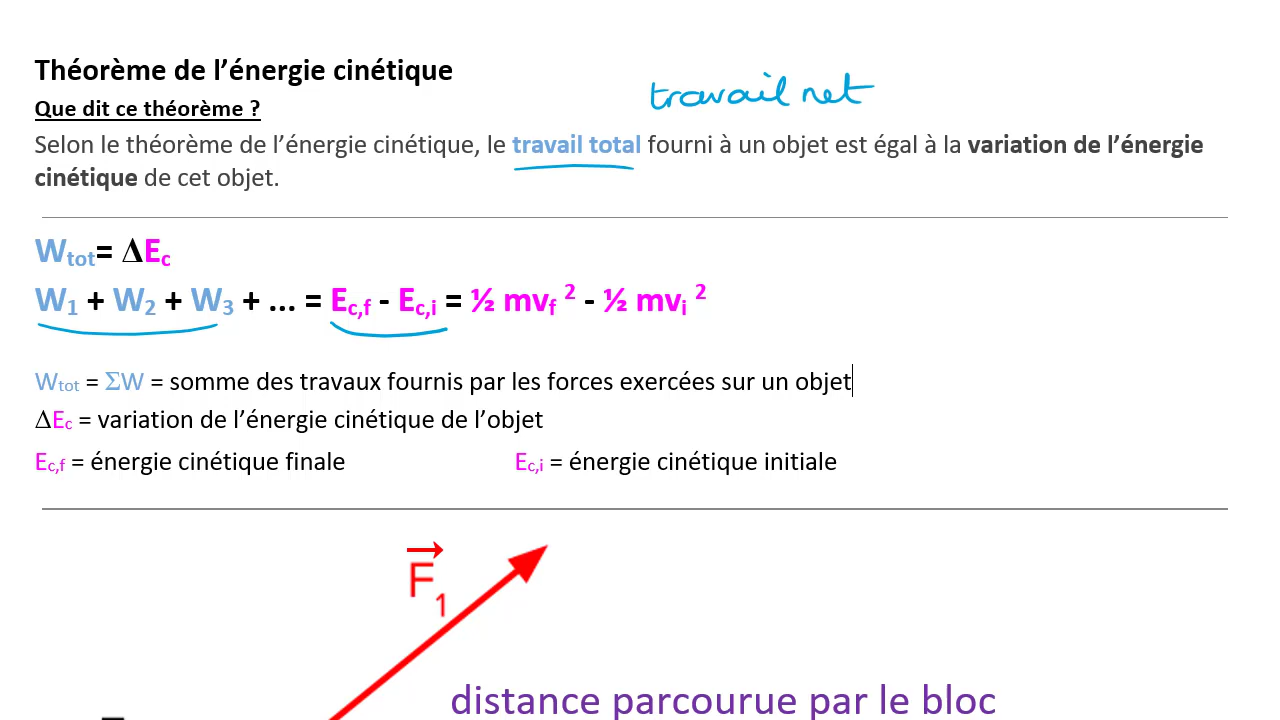 Théorème de l’énergie cinétique
travail net
Que dit ce théorème ?
Selon le théorème de l’énergie cinétique, le travail total fourni à un objet est égal à la variation de l’énergie
cinétique de cet objet.
Wtot= ΔEc
W1 + W2 + W3 + ... = Ec,f - Ec,i = ½ mvf ² - ½ mvi ²
Wtot = ΣW = somme des travaux fournis par les forces exercées sur un objet
ΔEc = variation de l’énergie cinétique de l’objet
Ec,f = énergie cinétique finale Ec,i = énergie cinétique initiale
F1
distance parcourue par le bloc